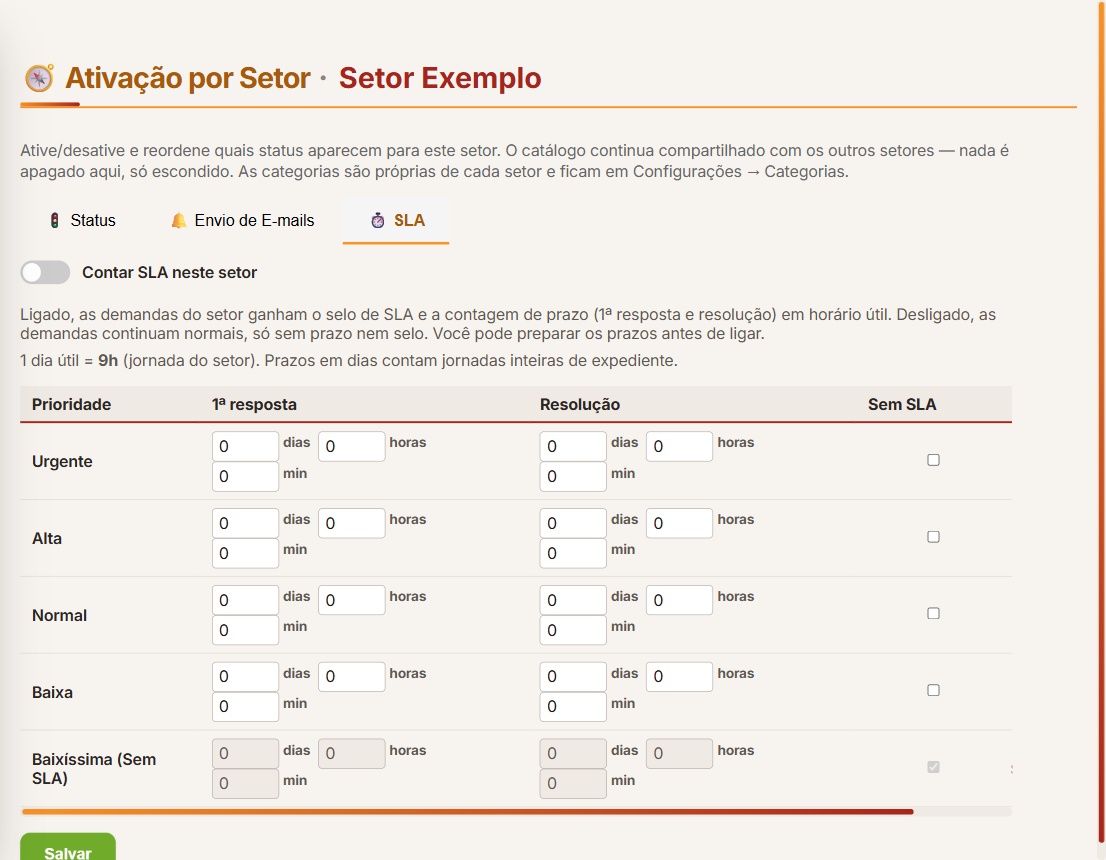 Ativação por Setor · Setor Exemplo
Ative/desative e reordene quais status aparecem para este setor. O catálogo continua compartilhado com os outros setores — nada é
apagado aqui, só escondido. As categorias são próprias de cada setor e ficam em Configurações → Categorias.
Status Envio de E-mails SLA
Contar SLA neste setor
Ligado, as demandas do setor ganham o selo de SLA e a contagem de prazo (1ª resposta e resolução) em horário útil. Desligado, as
demandas continuam normais, só sem prazo nem selo. Você pode preparar os prazos antes de ligar.
1 dia útil = 9h (jornada do setor). Prazos em dias contam jornadas inteiras de expediente.
Prioridade 1ª resposta Resolução Sem SLA
0 dias 0 horas 0 dias 0 horas
Urgente
0 min 0 min
0 dias 0 horas 0 dias 0 horas
Alta
0 min 0 min
0 dias 0 horas 0 dias 0 horas
Normal
0 min 0 min
0 dias 0 horas 0 dias 0 horas
Baixa
0 min 0 min
0 dias 0 horas 0 dias 0 horas
Baixíssima (Sem
SLA)
0 min 0 min
Salvar